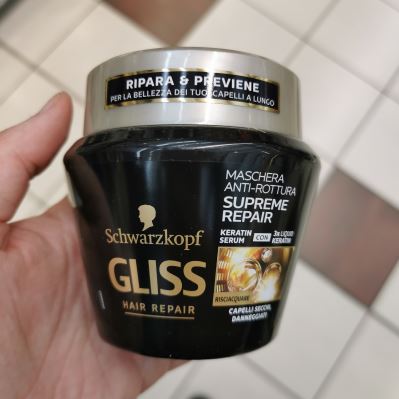 RIPARA & PREVIENE
PER LA BELLEZZA DEI TUOI CAPELLI A LUNGO
MASCHERA
ANTI-ROTTURA
SUPREME
REPAIR
KERATIN
SERUM
CON
3x LIQUID
KERATIN
Schwarzkopf
GLISS
HAIR REPAIR
RISCIACQUARE
CAPELLI SECCHI,
DANNEGGIATI